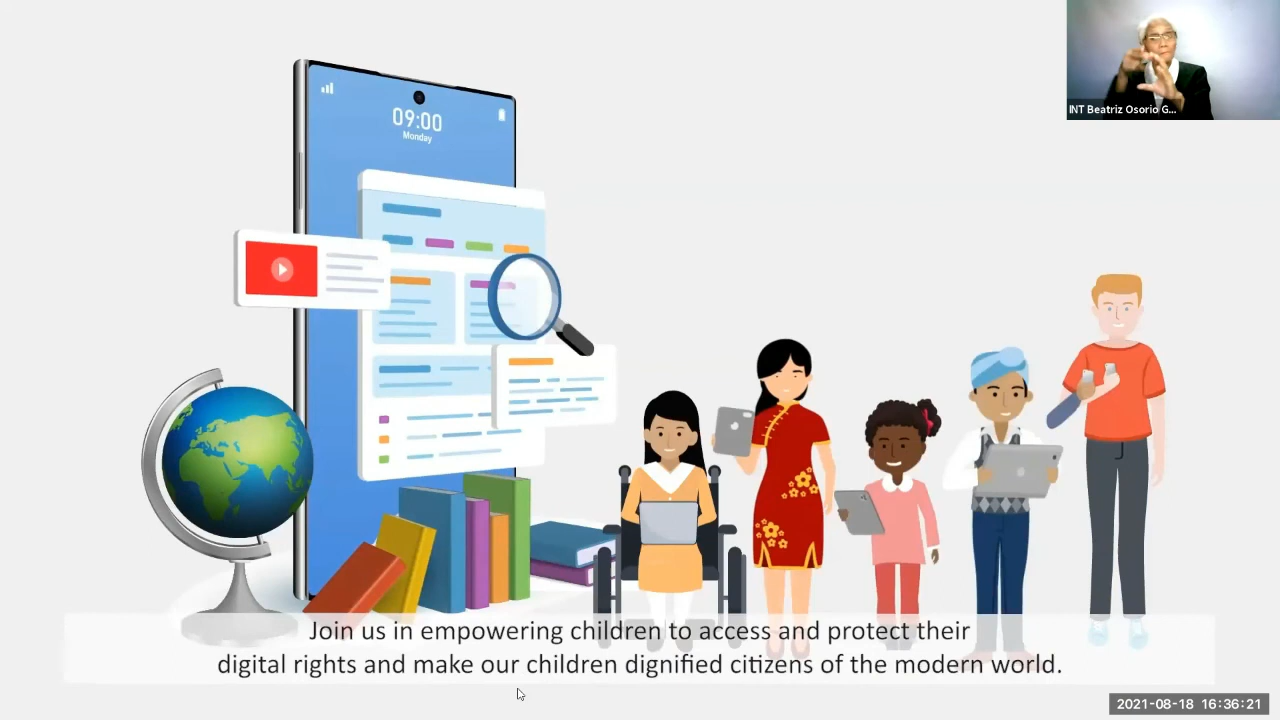 09:00
Monday
INT Beatriz Osorio G...
Join us in empowering children to access and protect their
digital rights and make our children dignified citizens of the modern world.
2021-08-18 16:36:21